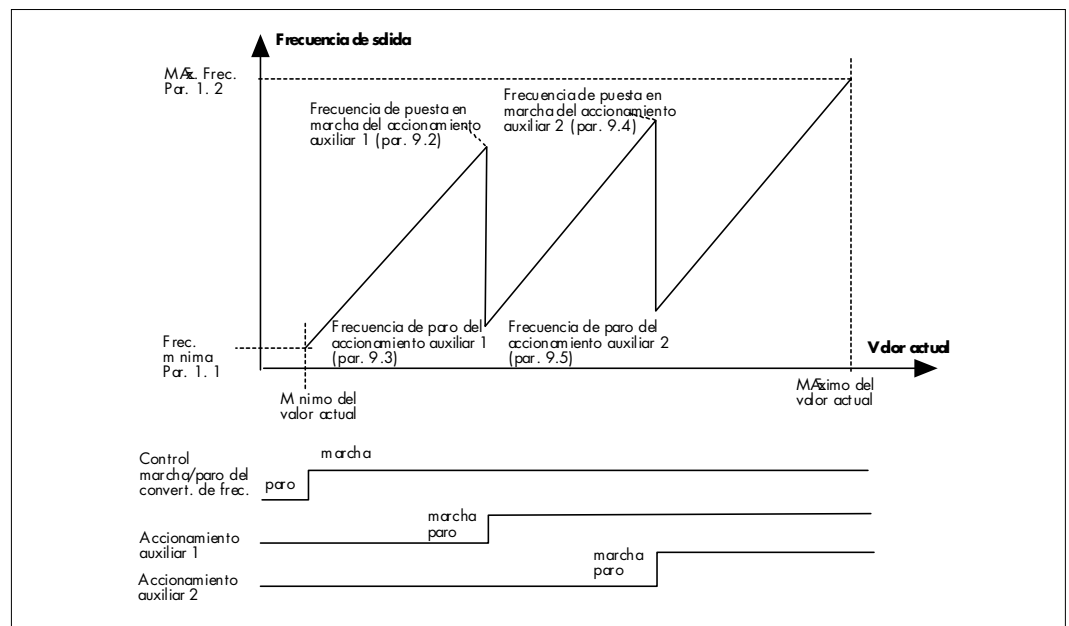 Frecuencia de sdida
MÆx. Frec.
Par. 1. 2
Frecuencia de puesta en
marcha del accionamiento
auxiliar 1 (par. 9.2)
Frecuencia de puesta en
marcha del accionamiento
auxiliar 2 (par. 9.4)
Frec.
m nima
Par. 1. 1
Frecuencia de paro del
accionamiento auxiliar 1
(par. 9.3)
Frecuencia de paro del
accionamiento auxiliar 2
(par. 9.5)
Vdor actual
M nimo del
valor actual
MÆximo del
valor actual
Control
marcha/paro del
convert. de frec.
paro
marcha
Accionamiento
auxiliar 1
marcha
paro
Accionamiento
auxiliar 2
marcha
paro